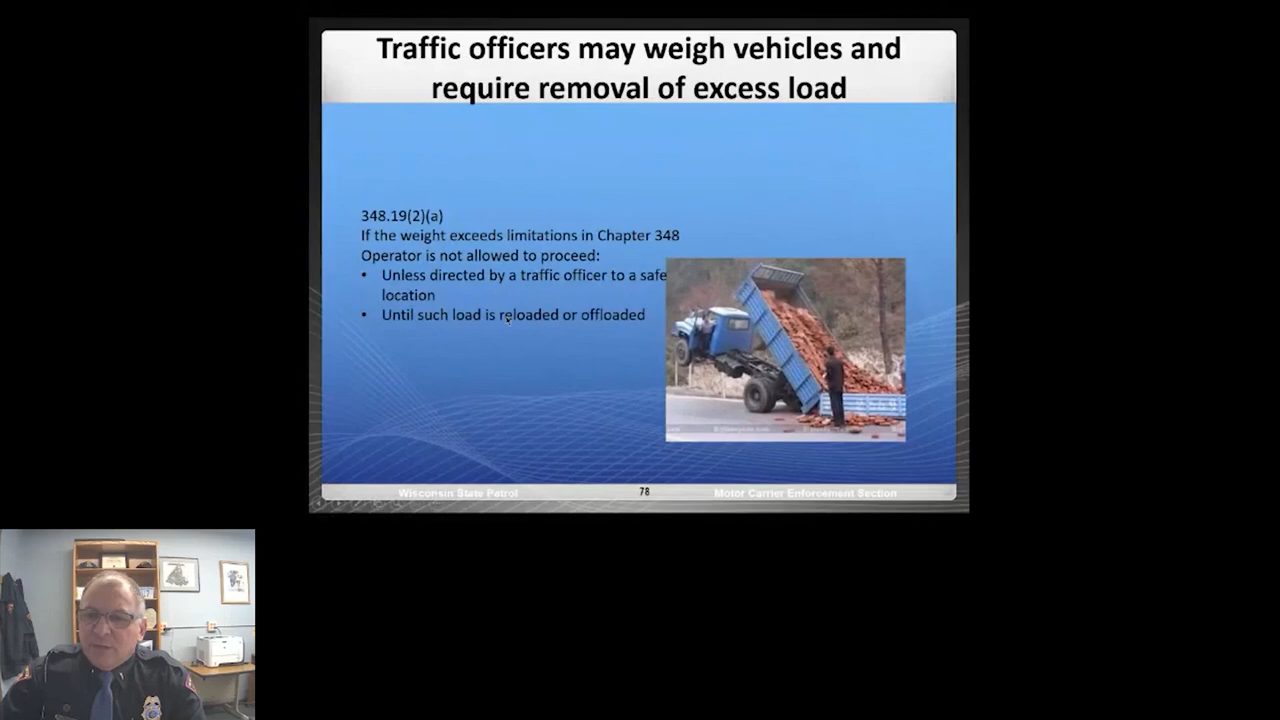 Traffic officers may weigh vehicles and
require removal of excess load
348.19(2)(a)
If the weight exceeds limitations in Chapter 348
Operator is not allowed to proceed:
• Unless directed by a traffic officer to a safe
location
• Until such load is reloaded or offloaded
Wisconsin State Patrol
78
Motor Carrier Enforcement Section